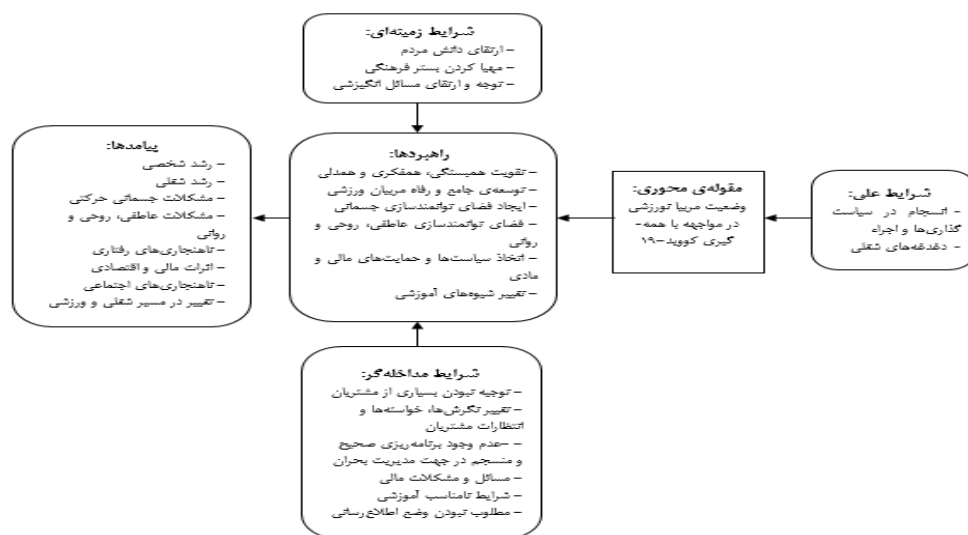 شرایط زمینه‌ای:
– ارتقای دانش مردم
– مهیا کردن بستر فرهنگی
– توجه و ارتقای مسائل انگیزشی
شرایط علی:
- انسجام در سیاست
گذاری‌ها و اجراء
- دغدغه‌های شغلی
مقوله‌ی محوری:
وضعیت مربیا نورزشی
در مواجهه با همه-
گیری کووید-۱۹
راهبردها:
– تقویت همبستگی، همفکری و همدلی
– توسعه‌ی جامع و رفاه مربیان ورزشی
– ایجاد فضای توانمندسازی جسمانی
– فضای توانمندسازی عاطفی، روحی و
روانی
– اتخاذ سیاست‌ها و حمایت‌های مالی و
مادی
– تغییر شیوه‌های آموزشی
پیامدها:
– رشد شخصی
– رشد شغلی
– مشکلات جسمانی حرکتی
– مشکلات عاطفی، روحی و
روانی
– ناهنجاری‌های رفتاری
– اثرات مالی و اقتصادی
– ناهنجاری‌های اجتماعی
– تغییر در مسیر شغلی و ورزشی
شرایط مداخله‌گر:
– توجیه نبودن بسیاری از مشتریان
– تغییر نگرش‌ها، خواسته‌ها و
انتظارات مشتریان
– –عدم وجود برنامه‌ریزی صحیح
و منسجم در جهت مدیریت بحران
– مسائل و مشکلات مالی
– شرایط نامناسب آموزشی
– مطلوب نبودن وضع اطلاع‌رسانی